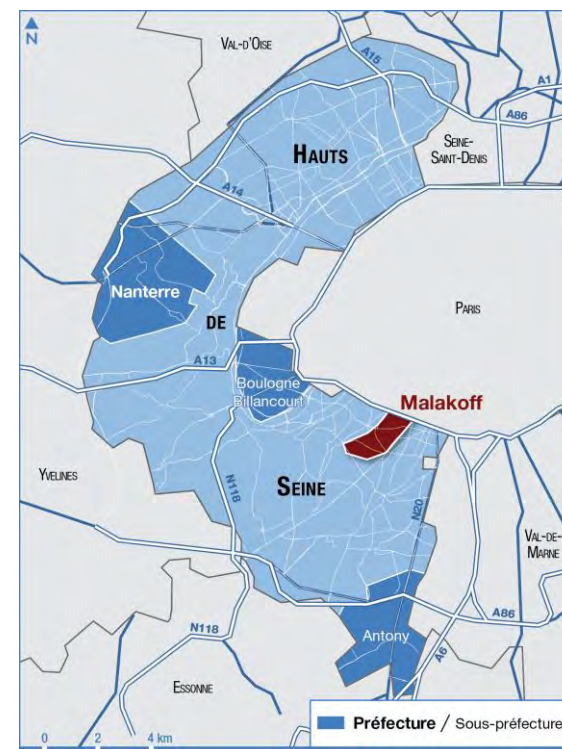 N
VAL-D'OISE
A15
A1
A86
HAUTS
SEINE-
SAINT-DENIS
A14
Nanterre
PARIS
DE
A13
Boulogne
Billancourt
Malakoff
YVELINES
N118
SEINE
N20
VAL-DE-
MARNE
A86
N118
Antony
A6
ESSONNE
Préfecture / Sous-préfecture
0 2 4 km